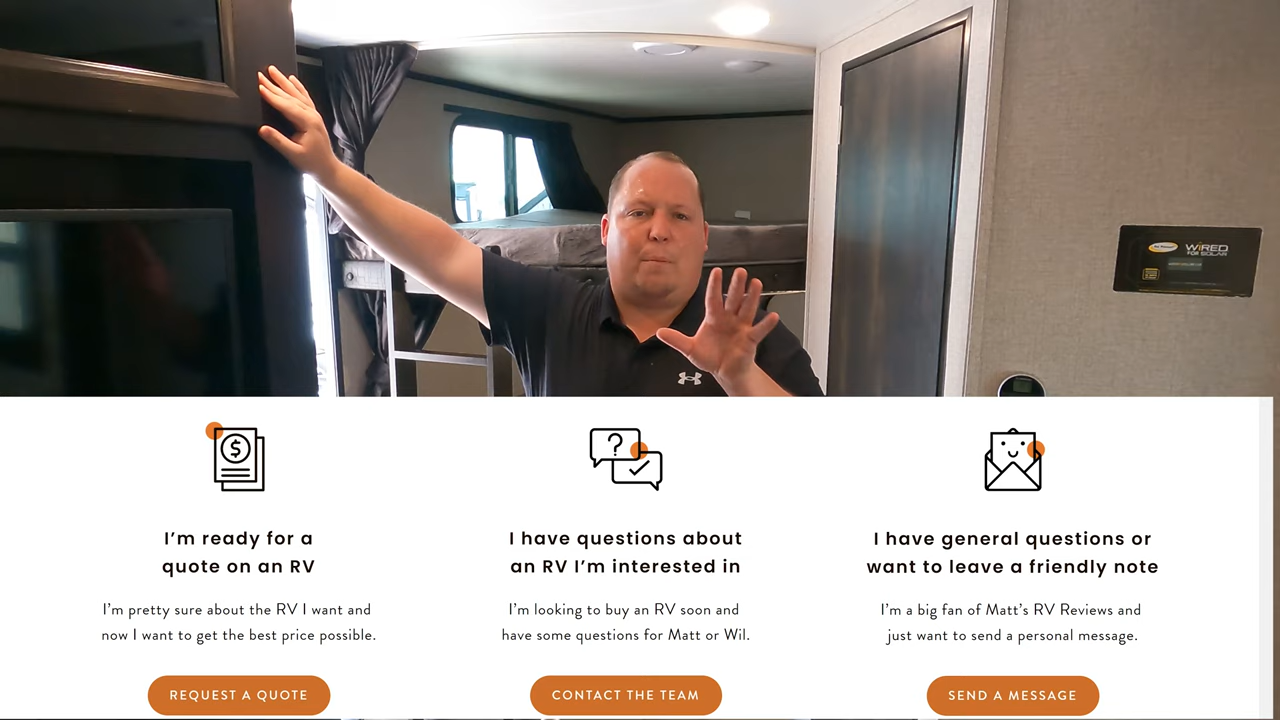 WiRED
FOR SOLAR
I'm ready for a
quote on an RV
I'm pretty sure about the RV I want and
now I want to get the best price possible.
REQUEST A QUOTE
I have questions about
an RV I'm interested in
I'm looking to buy an RV soon and
have some questions for Matt or Wil.
CONTACT THE TEAM
I have general questions or
want to leave a friendly note
I'm a big fan of Matt's RV Reviews and
just want to send a personal message.
SEND A MESSAGE